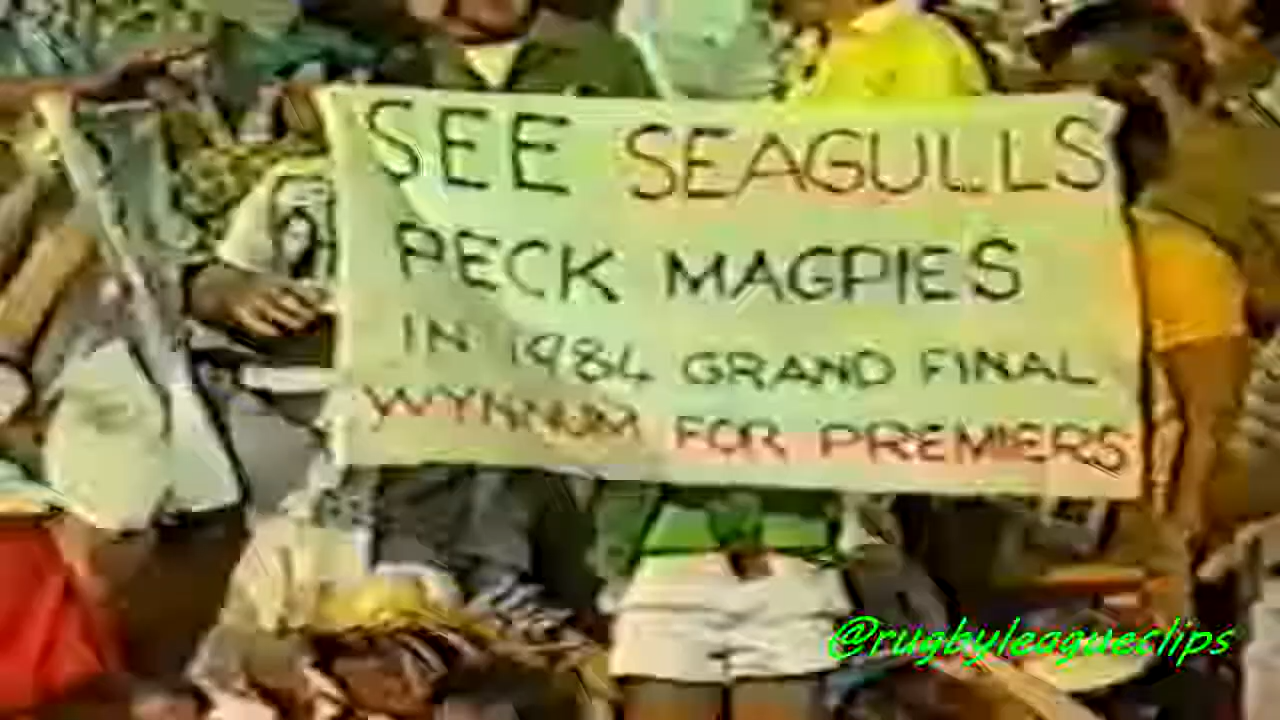 SEE SEAGULLS
PECK MAGPIES
IN 1984 GRAND FINAL
WYNNUM FOR PREMIERS
@rugbyleagueclips